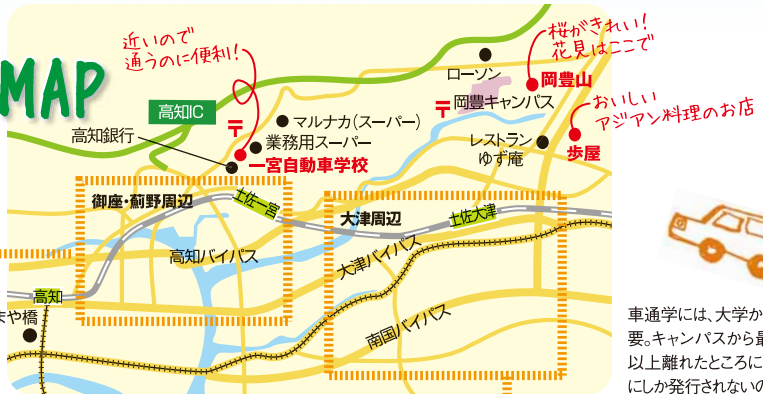 MAP
近いので
通うのに便利!
桜がきれい!
花見はここで
ローソン
岡豊山
高知IC
〒
マルナカ(スーパー)
〒
岡豊キャンパス
おいしい
アジアン料理のお店
高知銀行
業務用スーパー
レストラン
ゆず庵
歩屋
一宮自動車学校
御座・薊野周辺
土佐一宮
大津周辺
土佐大津
高知バイパス
大津バイパス
高知
南国バイパス
まや橋
車通学には、大学か
要。キャンパスから最
以上離れたところに
にしか発行されないの